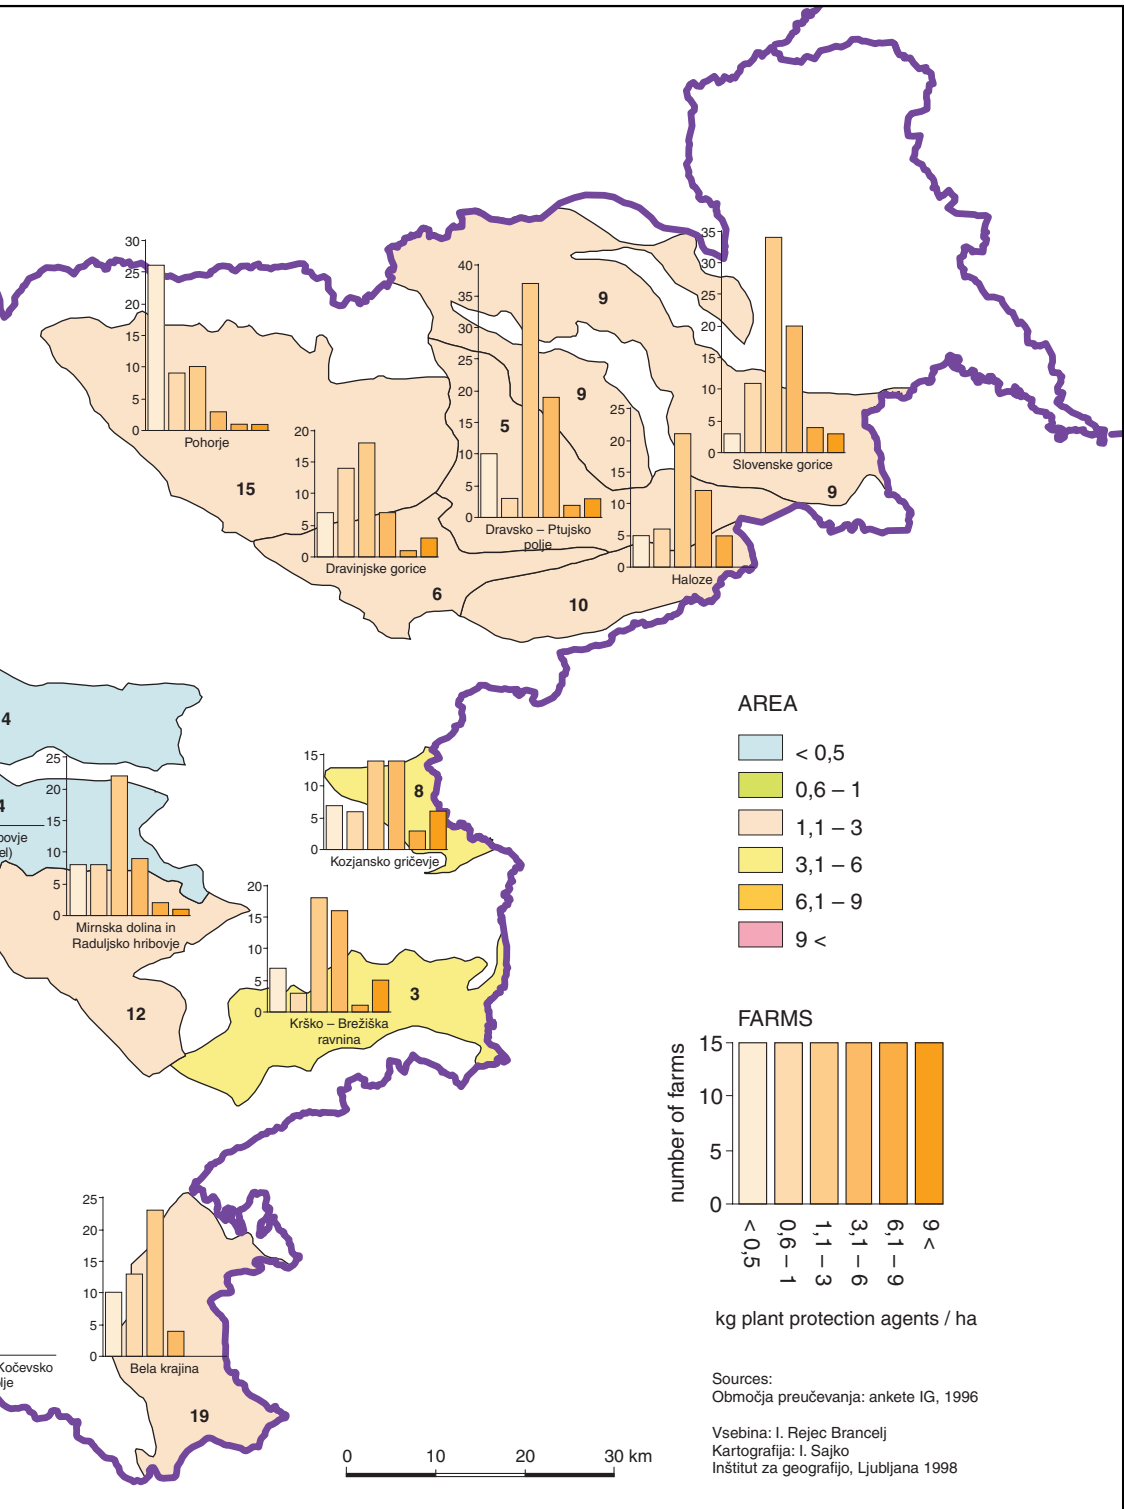 30
25
20
15
10
5
0
Pohorje
15
20
15
10
5
0
Dravinjske gorice
6
40
35
30
25
20
15
10
5
0
Dravsko – Ptujsko
polje
5
9
9
25
20
15
10
5
0
Haloze
10
35
30
25
20
15
10
5
0
Slovenske gorice
9
4
4
ovje
el)
25
20
15
10
5
0
Mirnska dolina in
Raduljsko hribovje
12
15
10
5
0
Kozjansko gričevje
8
20
15
10
5
0
Krško – Brežiška
ravnina
3
25
20
15
10
5
0
Bela krajina
19
Kočevsko
lje
AREA
< 0,5
0,6 – 1
1,1 – 3
3,1 – 6
6,1 – 9
9 <
FARMS
number of farms
15
10
5
0
< 0,5
0,6 – 1
1,1 – 3
3,1 – 6
6,1 – 9
9 <
kg plant protection agents / ha
Sources:
Območja preučevanja: ankete IG, 1996
Vsebina: I. Rejec Brancelj
Kartografija: I. Sajko
Inštitut za geografijo, Ljubljana 1998
0 10 20 30 km